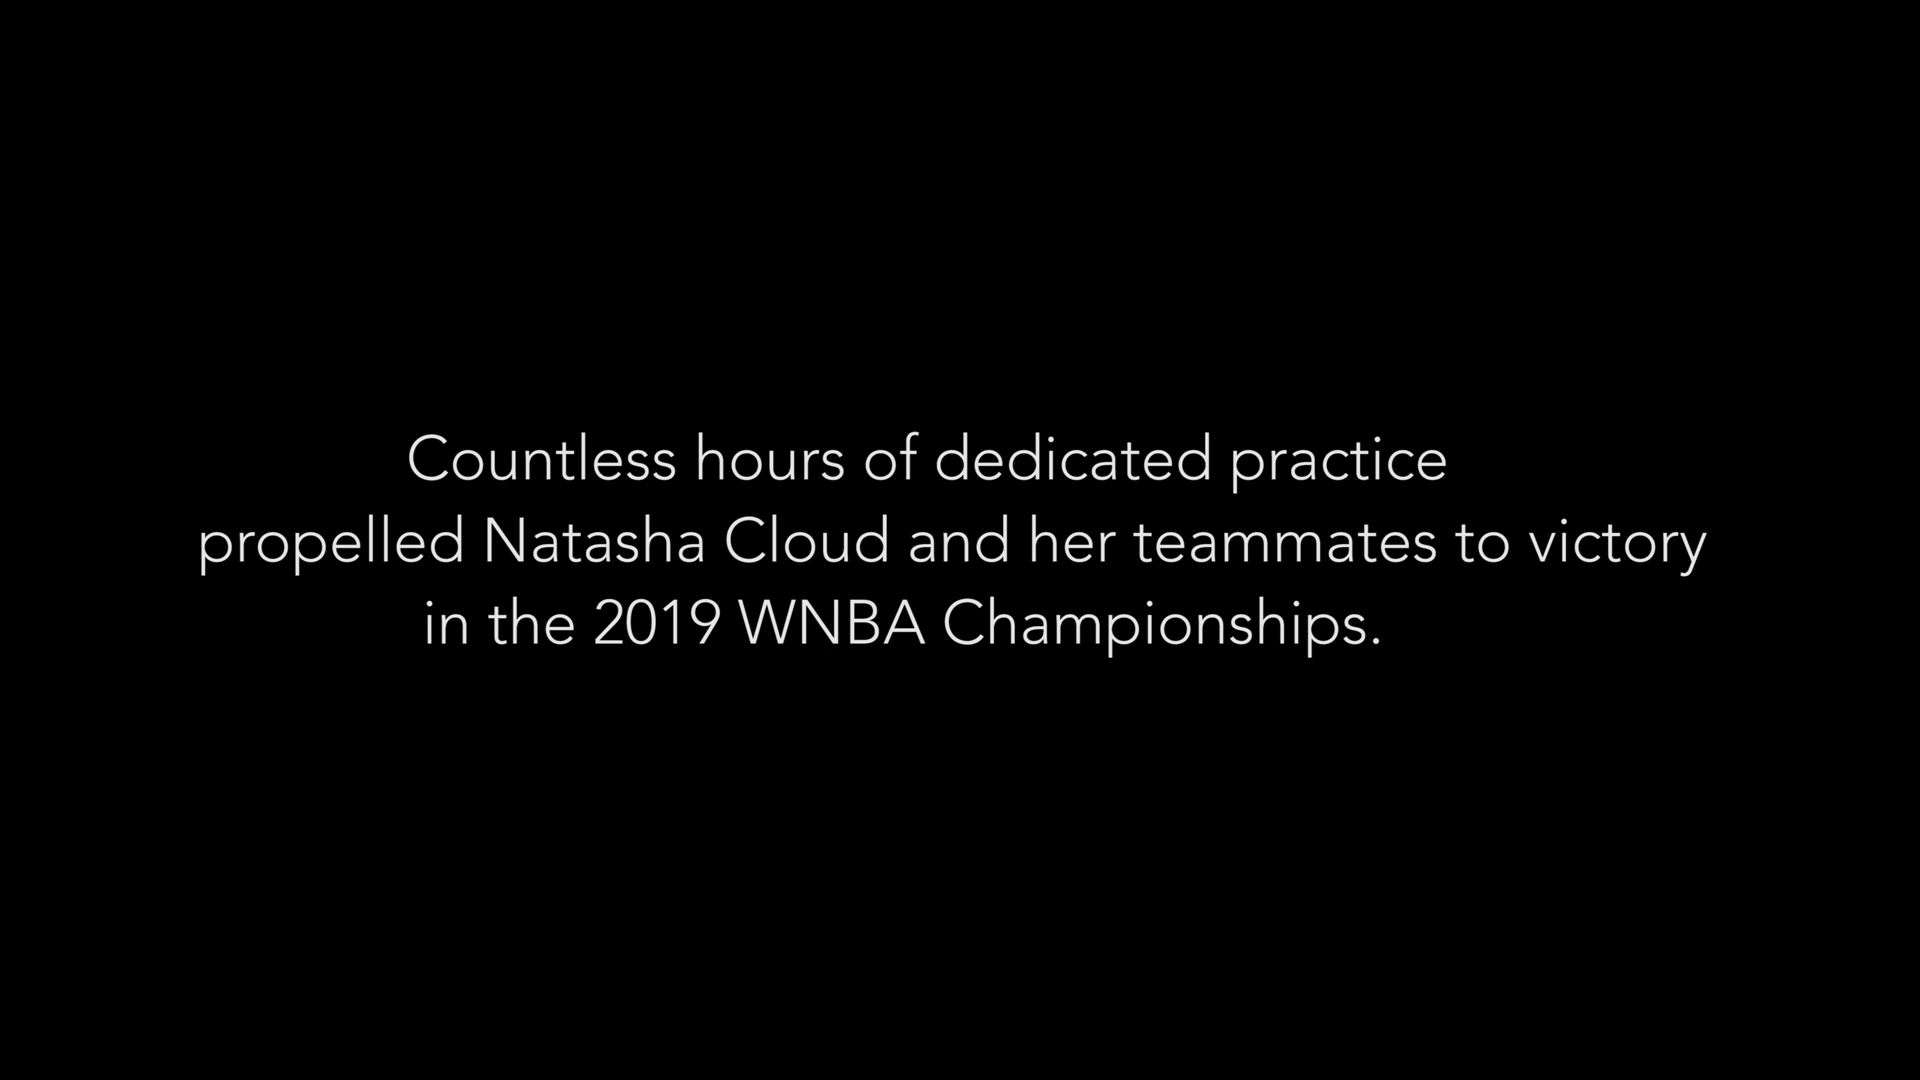 Countless hours of dedicated practice
propelled Natasha Cloud and her teammates to victory
in the 2019 WNBA Championships.